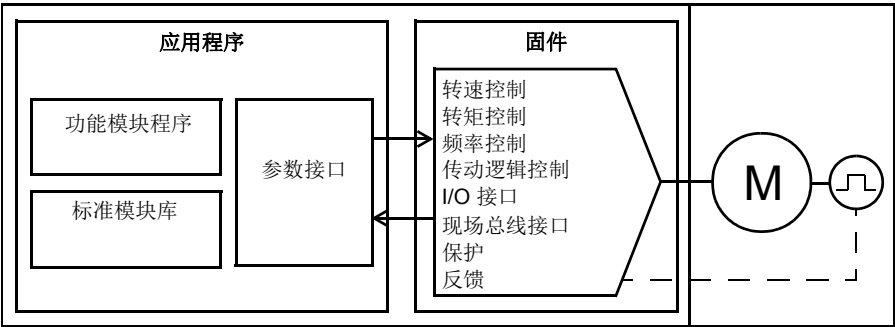 应用程序
功能模块程序
标准模块库
参数接口
固件
转速控制
转矩控制
频率控制
传动逻辑控制
I/O 接口
现场总线接口
保护
反馈
M